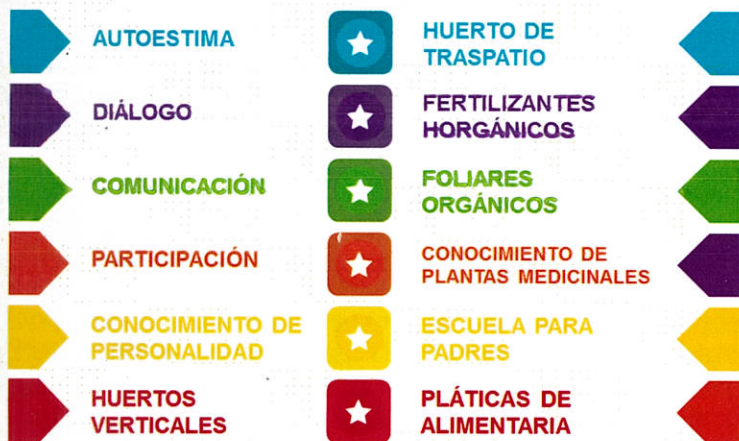 AUTOESTIMA
DIÁLOGO
COMUNICACIÓN
PARTICIPACIÓN
CONOCIMIENTO DE
PERSONALIDAD
HUERTOS
VERTICALES
HUERTO DE
TRASPATIO
FERTILIZANTES
HORGÁNICOS
FOLIARES
ORGÁNICOS
CONOCIMIENTO DE
PLANTAS MEDICINALES
ESCUELA PARA
PADRES
PLÁTICAS DE
ALIMENTARIA